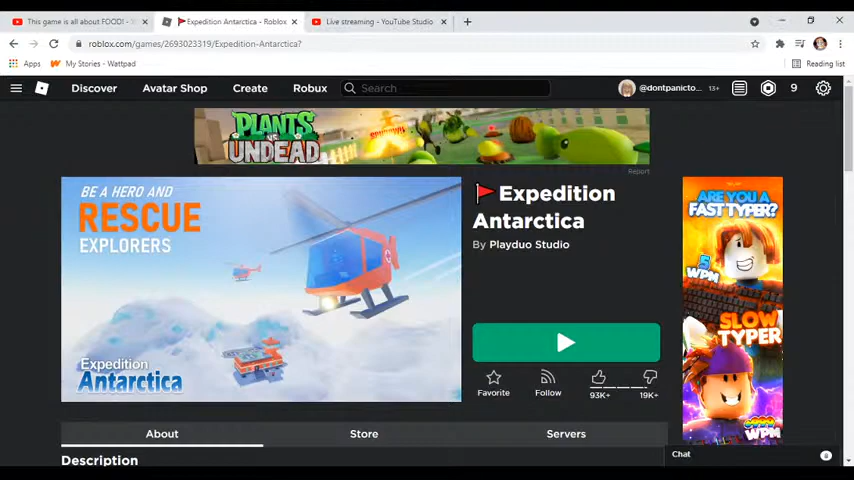 This game is all about FOOD! -
Expedition Antarctica - Roblox
Live streaming - YouTube Studio
roblox.com/games/2693023319/Expedition-Antarctica?
Apps
My Stories - Wattpad
Reading list
Discover
Avatar Shop
Create
Robux
Search
@dontpanicto...
13+
9
PLANTS
vs.
UNDEAD
Report
BE A HERO AND
RESCUE
EXPLORERS
Expedition
Antarctica
Expedition
Antarctica
By Playduo Studio
Favorite
Follow
93K+
19K+
ARE YOU A
FAST TYPER?
5
WPM
SLOW
TYPER
WPM
About
Store
Servers
Description
Chat